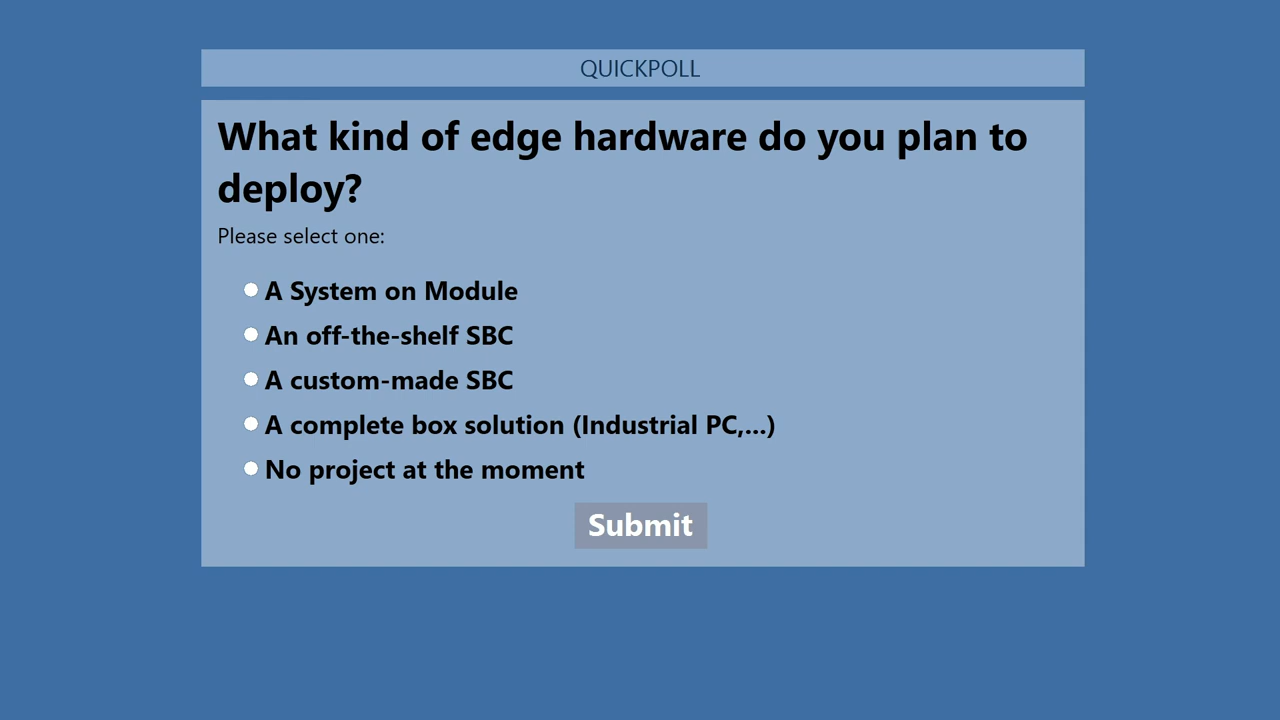 QUICKPOLL
What kind of edge hardware do you plan to
deploy?
Please select one:
A System on Module
An off-the-shelf SBC
A custom-made SBC
A complete box solution (Industrial PC,...)
No project at the moment
Submit